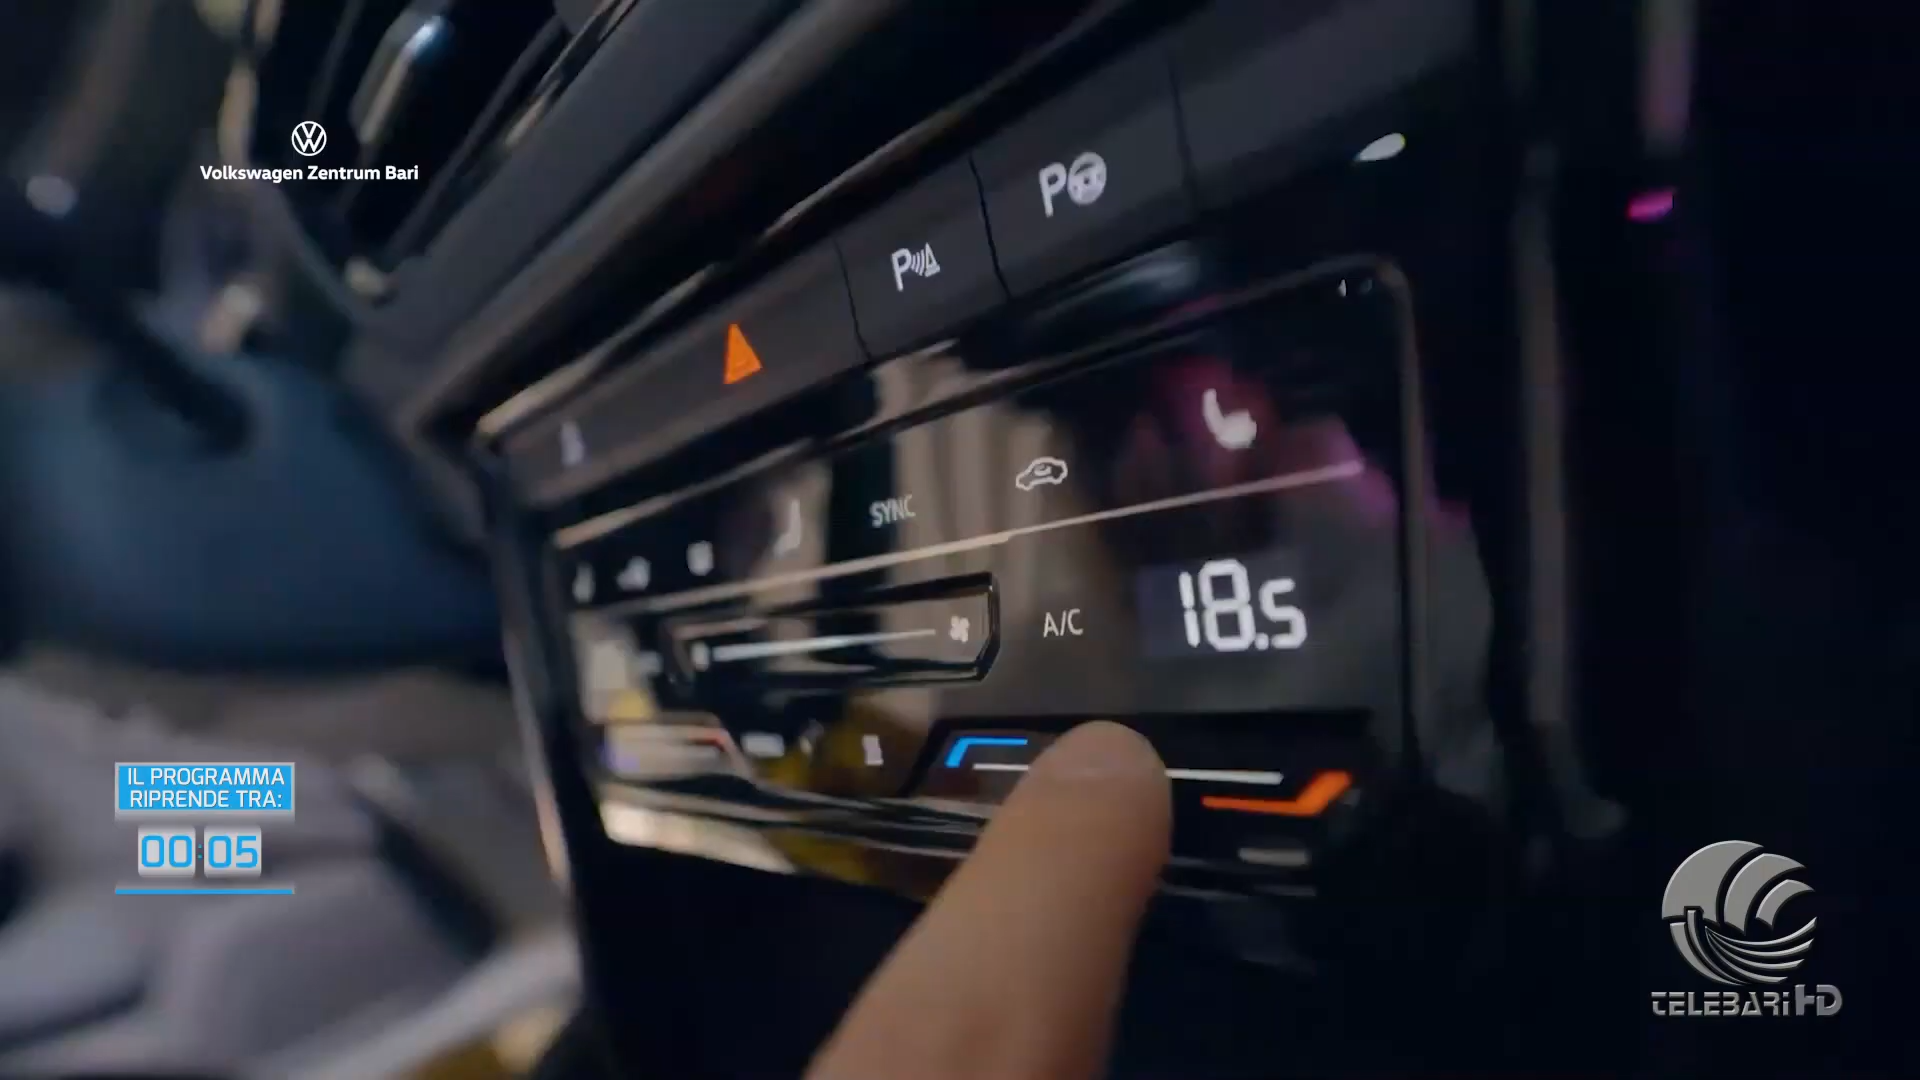 Volkswagen Zentrum Bari
P
P
SYNC
A/C
18.5
IL PROGRAMMA
RIPRENDE TRA:
00:05
TELEBARI HD